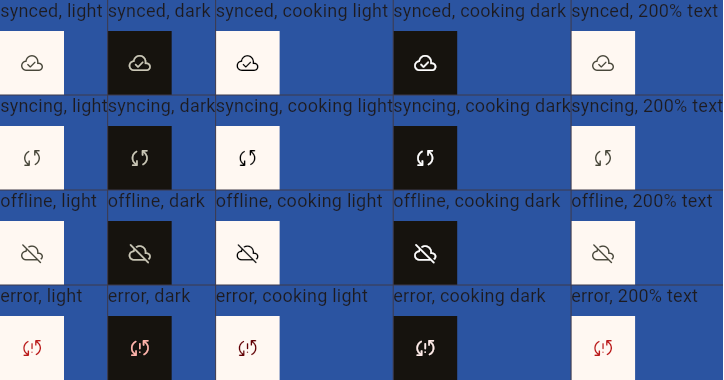 synced, light synced, dark synced, cooking light synced, cooking dark synced, 200% text
syncing, light syncing, dark syncing, cooking light syncing, cooking dark syncing, 200% text
offline, light offline, dark offline, cooking light offline, cooking dark offline, 200% text
error, light error, dark error, cooking light error, cooking dark error, 200% text